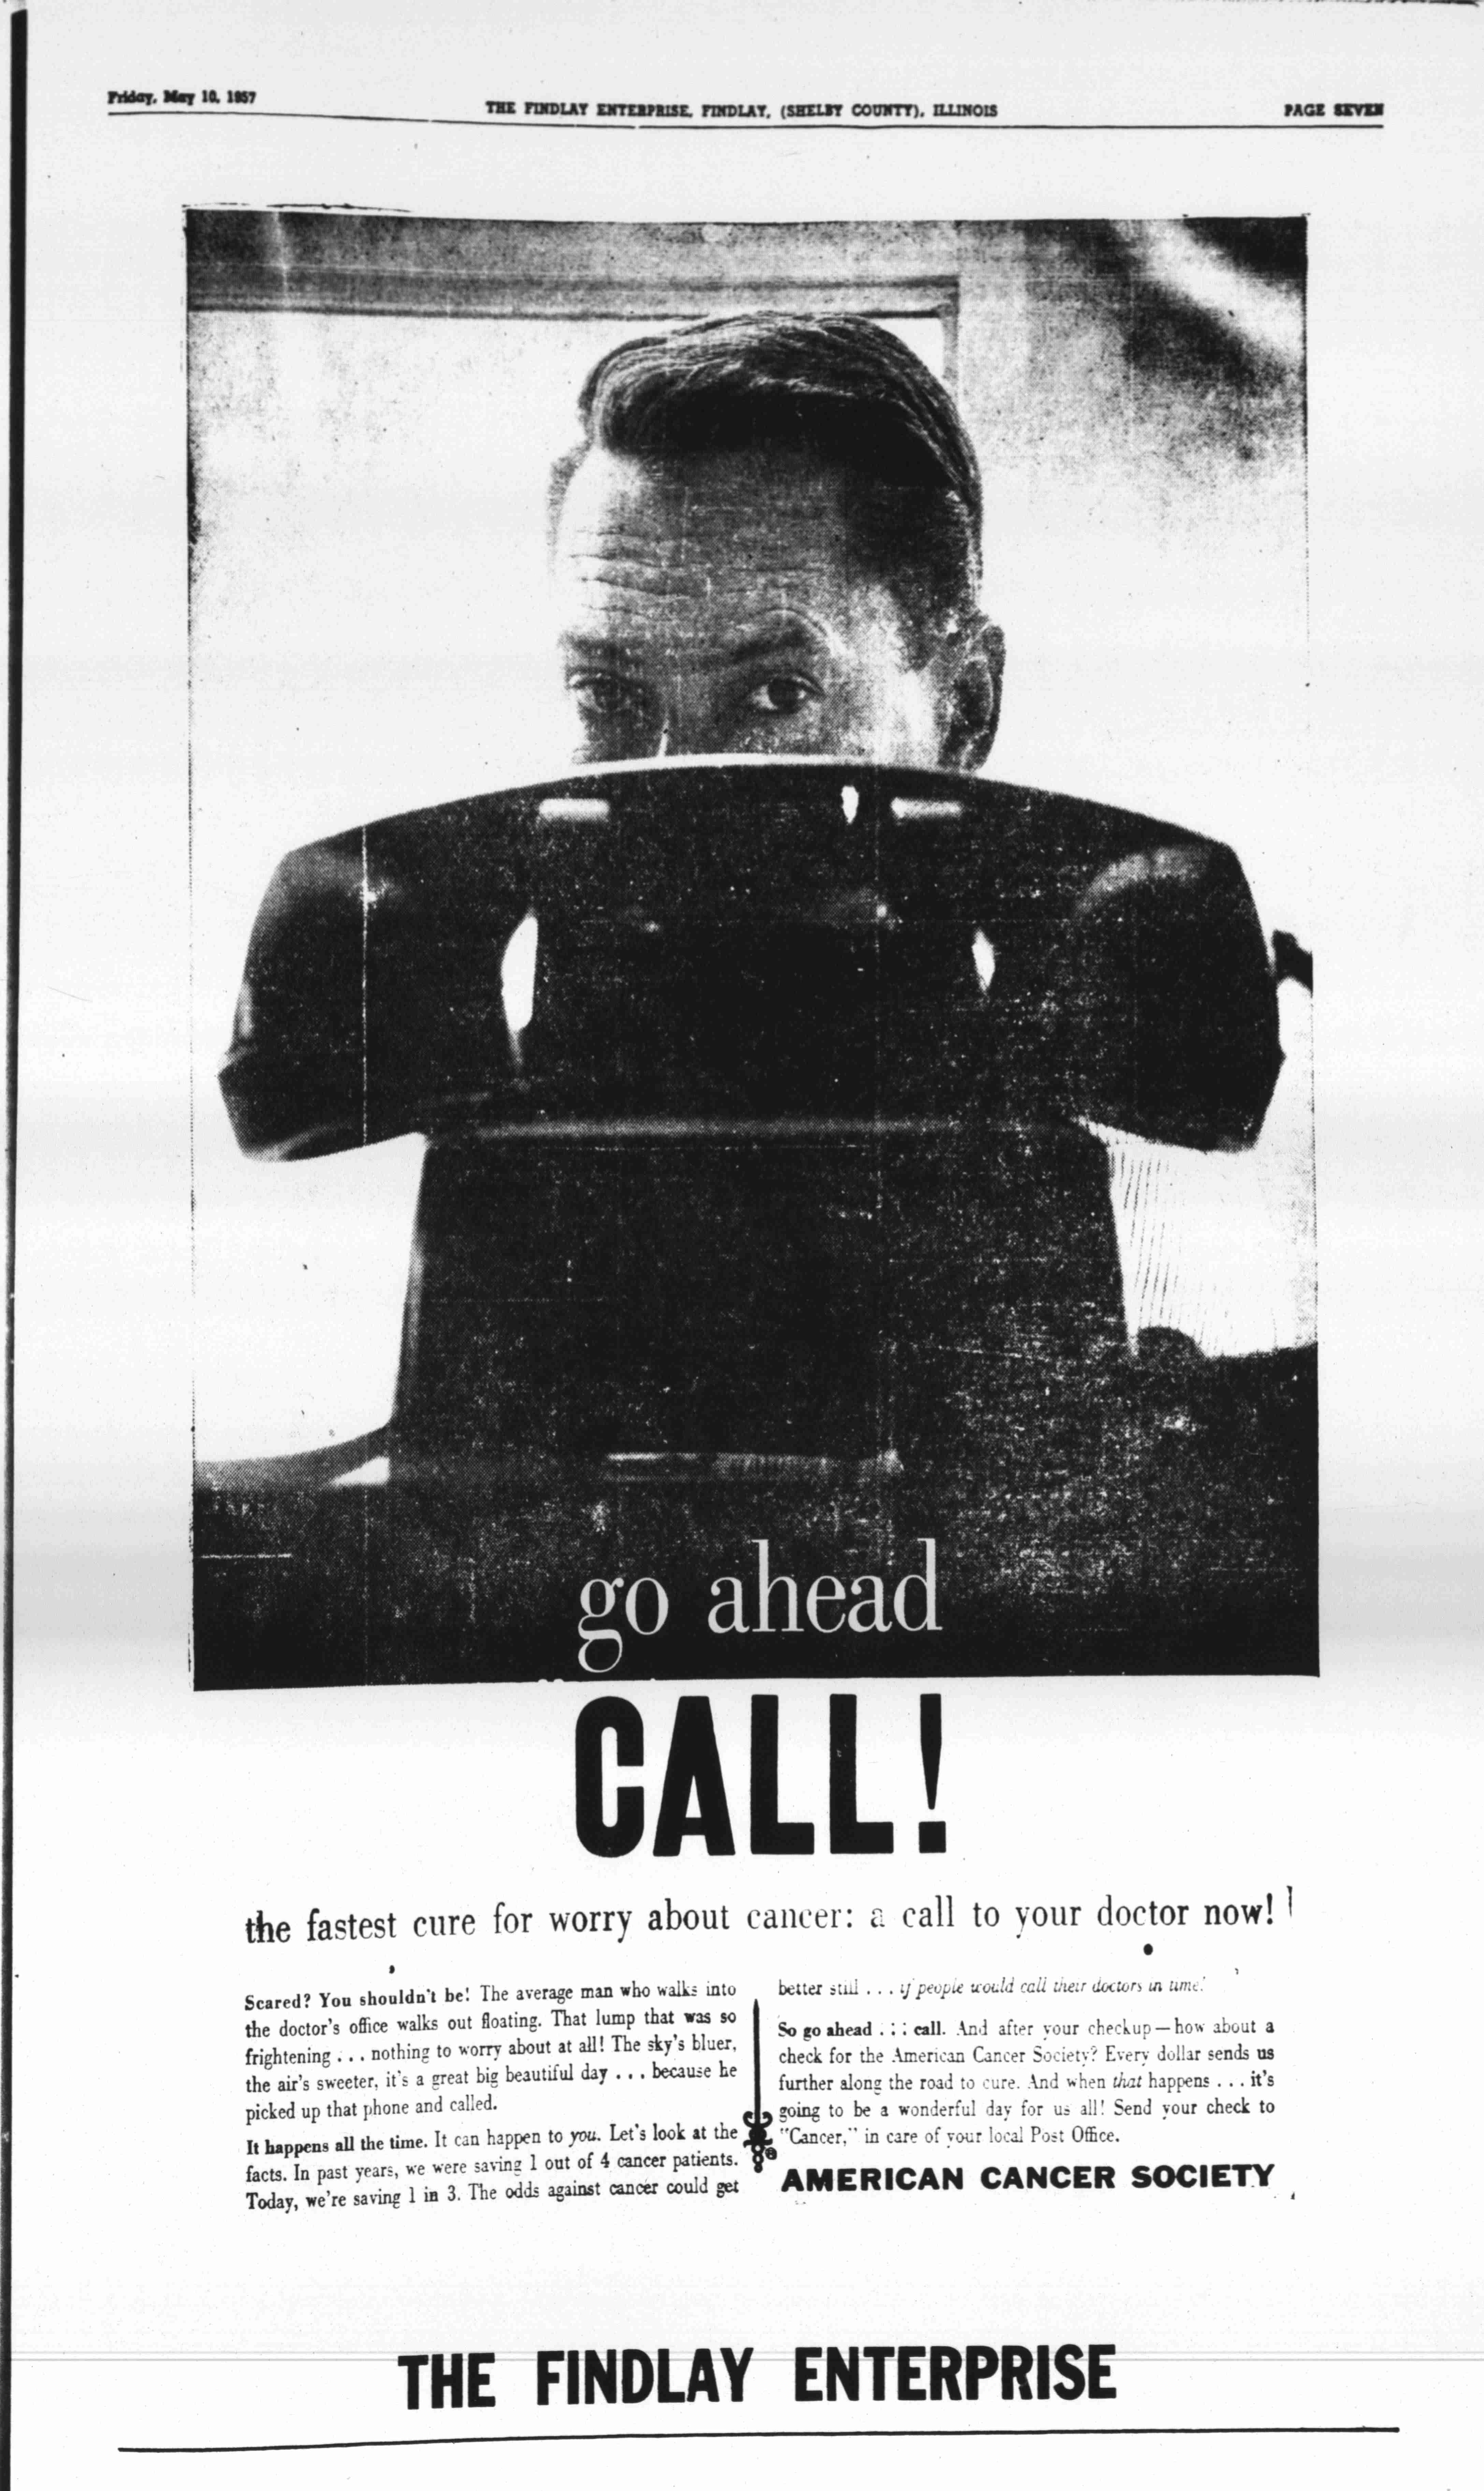 Friday, May 10, 1957
THE FINDLAY ENTERPRISE, FINDLAY, (SHELBY COUNTY), ILLINOIS
PAGE SEVEN
go ahead
CALL!
the fastest cure for worry about cancer: a call to your doctor now!
Scared? You shouldn't be! The average man who walks into
the doctor's office walks out floating. That lump that was so
frightening . . . nothing to worry about at all! The sky's bluer,
the air's sweeter, it's a great big beautiful day . . . because he
picked up that phone and called.
It happens all the time. It can happen to you. Let's look at the
facts. In past years, we were saving 1 out of 4 cancer patients.
Today, we're saving 1 in 3. The odds against cancer could get
better still . . . if people would call their doctors in time!
So go ahead . : : call. And after your checkup—how about a
check for the American Cancer Society? Every dollar sends us
further along the road to cure. And when that happens . . . it's
going to be a wonderful day for us all! Send your check to
"Cancer," in care of your local Post Office.
AMERICAN CANCER SOCIETY
THE FINDLAY ENTERPRISE